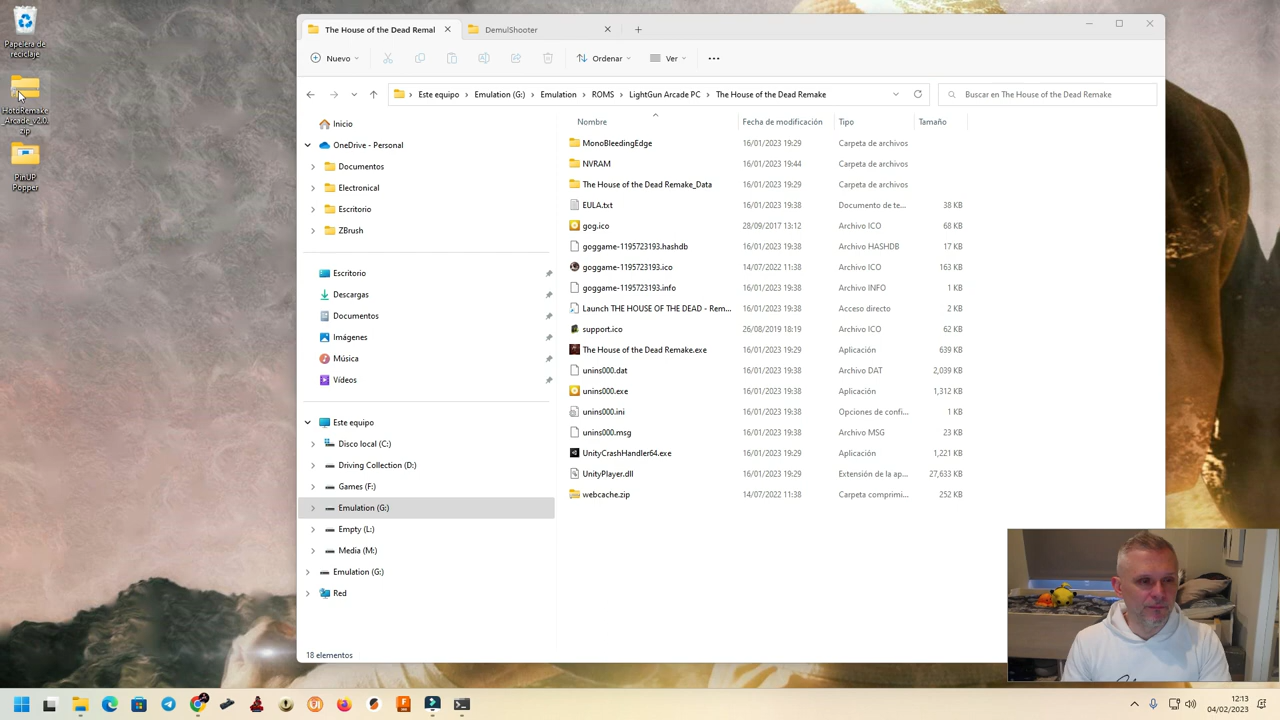 Papelera de
reciclaje
HotoRemake
_Arcade_v2.0.
zip
PinUP
Popper
The House of the Dead Remal
DemulShooter
Nuevo
Ordenar
Ver
Este equipo > Emulation (G:) > Emulation > ROMS > LightGun Arcade PC > The House of the Dead Remake
Buscar en The House of the Dead Remake
Inicio
OneDrive - Personal
Documentos
Electronical
Escritorio
ZBrush
Escritorio
Descargas
Documentos
Imágenes
Música
Vídeos
Este equipo
Disco local (C:)
Driving Collection (D:)
Games (F:)
Emulation (G:)
Empty (L:)
Media (M:)
Emulation (G:)
Red
Nombre Fecha de modificación Tipo Tamaño
MonoBleedingEdge 16/01/2023 19:29 Carpeta de archivos
NVRAM 16/01/2023 19:44 Carpeta de archivos
The House of the Dead Remake_Data 16/01/2023 19:29 Carpeta de archivos
EULA.txt 16/01/2023 19:38 Documento de te... 38 KB
gog.ico 28/09/2017 13:12 Archivo ICO 68 KB
goggame-1195723193.hashdb 16/01/2023 19:38 Archivo HASHDB 17 KB
goggame-1195723193.ico 14/07/2022 11:38 Archivo ICO 163 KB
goggame-1195723193.info 16/01/2023 19:38 Archivo INFO 1 KB
Launch THE HOUSE OF THE DEAD - Rem... 16/01/2023 19:38 Acceso directo 2 KB
support.ico 26/08/2019 18:19 Archivo ICO 62 KB
The House of the Dead Remake.exe 16/01/2023 19:29 Aplicación 639 KB
unins000.dat 16/01/2023 19:38 Archivo DAT 2,039 KB
unins000.exe 16/01/2023 19:38 Aplicación 1,312 KB
unins000.ini 16/01/2023 19:38 Opciones de confi... 1 KB
unins000.msg 16/01/2023 19:38 Archivo MSG 23 KB
UnityCrashHandler64.exe 16/01/2023 19:29 Aplicación 1,221 KB
UnityPlayer.dll 16/01/2023 19:29 Extensión de la ap... 27,633 KB
webcache.zip 14/07/2022 11:38 Carpeta comprimi... 252 KB
18 elementos
12:13
04/02/2023